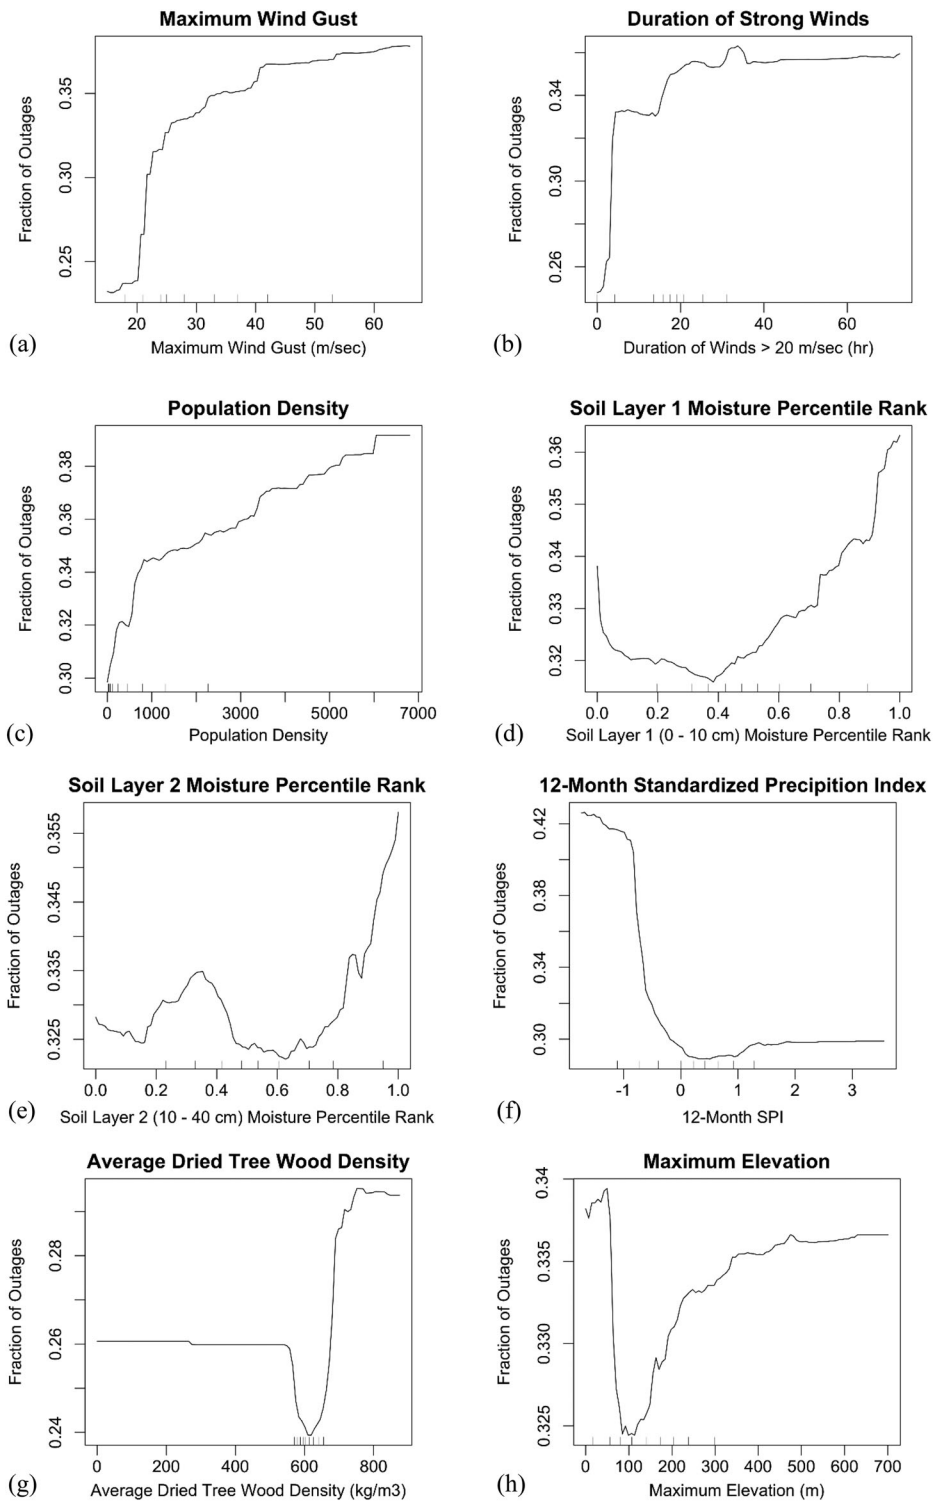 Maximum Wind Gust
Fraction of Outages
0.25 0.30 0.35
20 30 40 50 60
Maximum Wind Gust (m/sec)
(a)
Duration of Strong Winds
Fraction of Outages
0.26 0.30 0.34
0 20 40 60
Duration of Winds > 20 m/sec (hr)
(b)
Population Density
Fraction of Outages
0.30 0.32 0.34 0.36 0.38
0 1000 3000 5000 7000
Population Density
(c)
Soil Layer 1 Moisture Percentile Rank
Fraction of Outages
0.32 0.33 0.34 0.35 0.36
0.0 0.2 0.4 0.6 0.8 1.0
Soil Layer 1 (0 - 10 cm) Moisture Percentile Rank
(d)
Soil Layer 2 Moisture Percentile Rank
Fraction of Outages
0.325 0.335 0.345 0.355
0.0 0.2 0.4 0.6 0.8 1.0
Soil Layer 2 (10 - 40 cm) Moisture Percentile Rank
(e)
12-Month Standardized Precipition Index
Fraction of Outages
0.30 0.34 0.38 0.42
-1 0 1 2 3
12-Month SPI
(f)
Average Dried Tree Wood Density
Fraction of Outages
0.24 0.26 0.28
0 200 400 600 800
Average Dried Tree Wood Density (kg/m3)
(g)
Maximum Elevation
Fraction of Outages
0.325 0.330 0.335 0.34
0 100 200 300 400 500 600 700
Maximum Elevation (m)
(h)